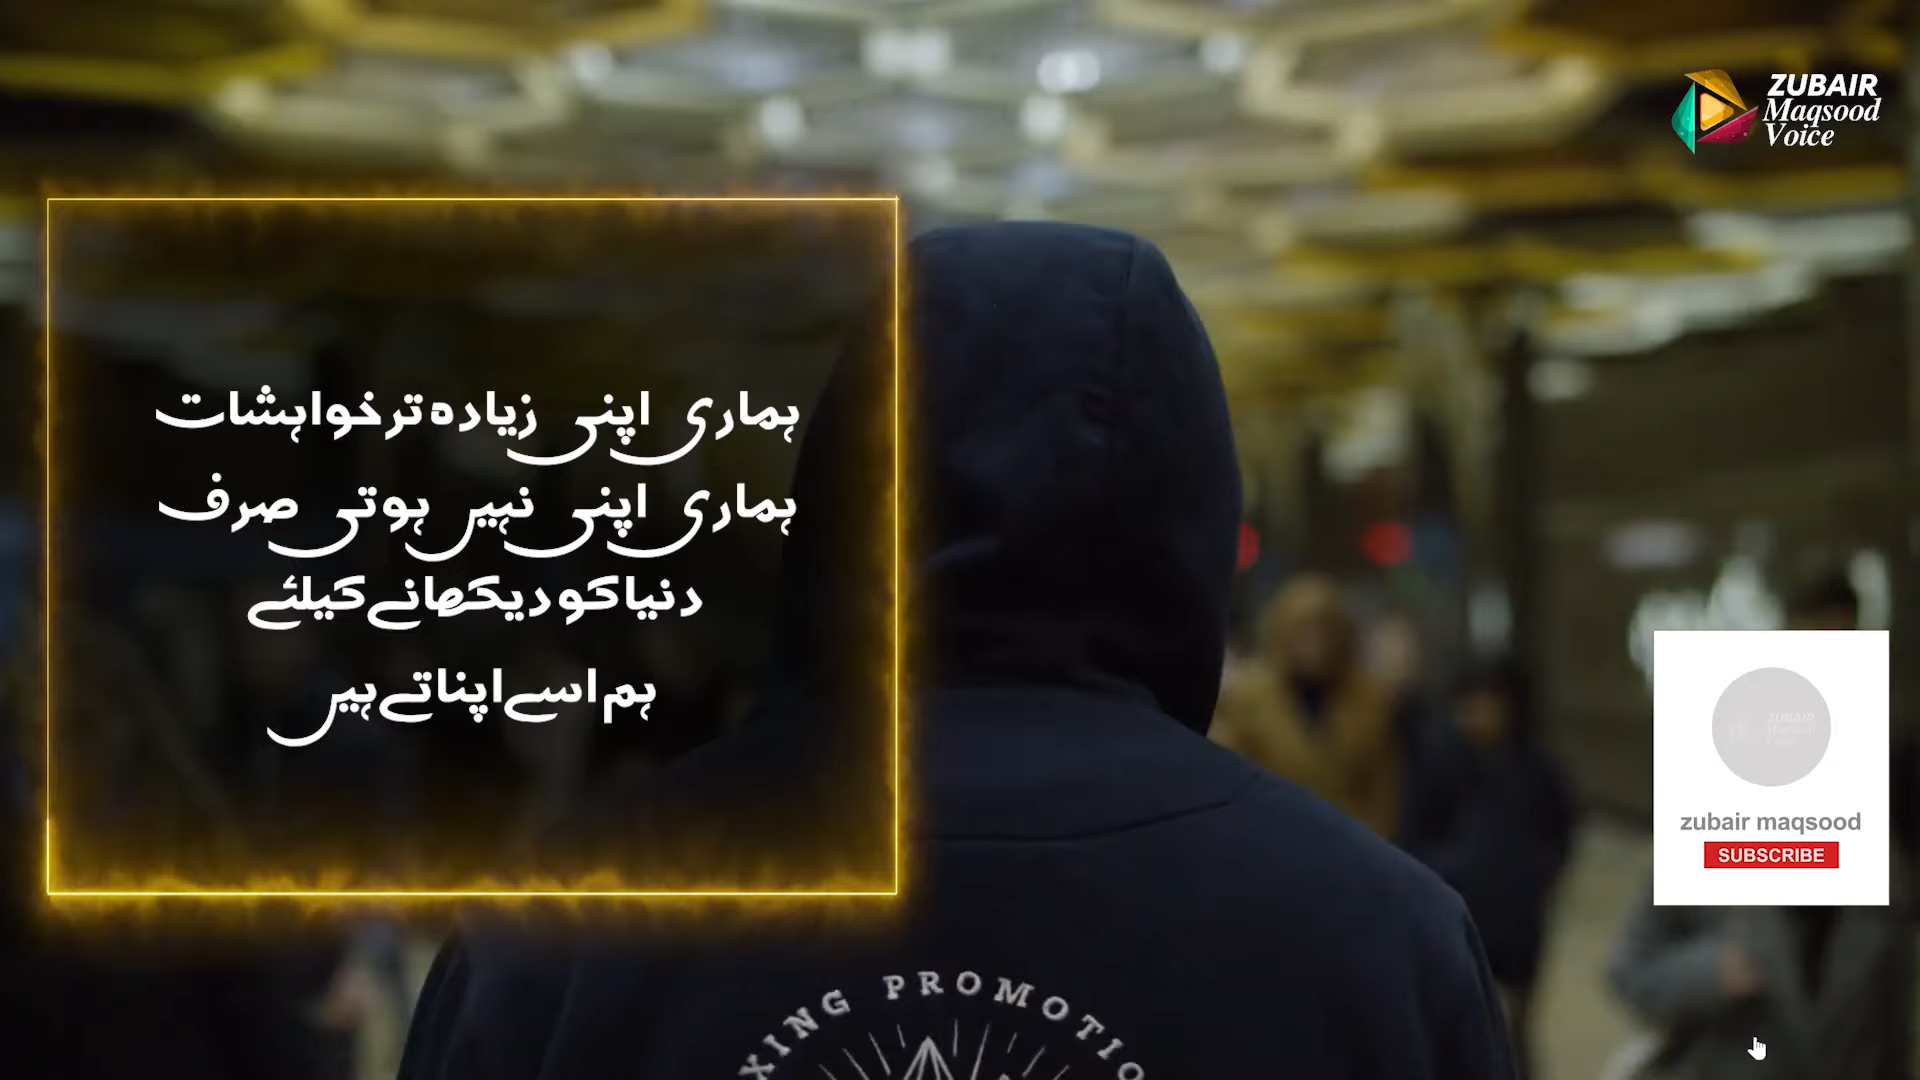 ZUBAIR
Maqsood
Voice
ہماری اپنی زیادہ تر خواہشات
ہماری اپنی نہیں ہوتی صرف
دنیا کو دیکھانے کیلئے
ہم اسے اپناتے ہیں
zubair maqsood
SUBSCRIBE
PROMOTIO